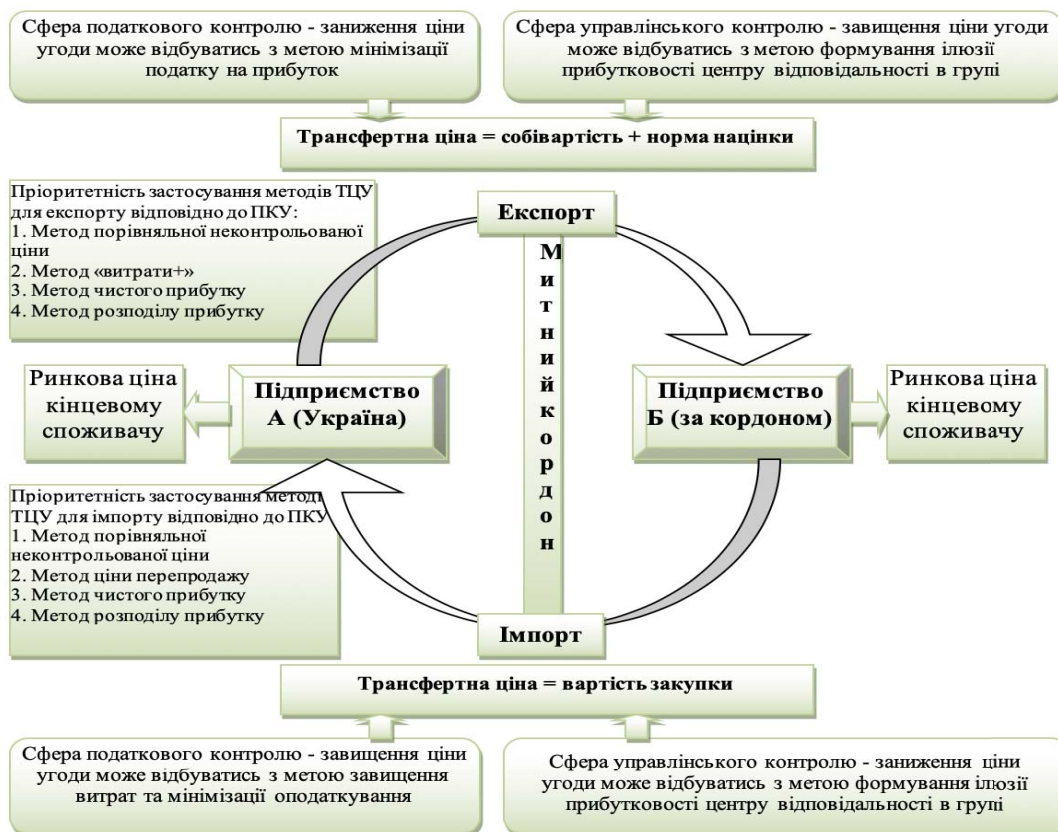 Сфера податкового контролю - заниження ціни
угоди може відбуватись з метою мінімізації
податку на прибуток
Сфера управлінського контролю - завищення ціни угоди
може відбуватись з метою формування ілюзії
прибутковості центру відповідальності в групі
Трансфертна ціна = собівартість + норма націнки
Пріоритетність застосування методів ТЦУ
для експорту відповідно до ПКУ:
1. Метод порівняльної неконтрольованої
ціни
2. Метод «витрати+»
3. Метод чистого прибутку
4. Метод розподілу прибутку
Експорт
Митний кордон
Ринкова ціна
кінцевому
споживачу
Підприємство
А (Україна)
Підприємство
Б (за кордоном)
Ринкова ціна
кінцевому
споживачу
Пріоритетність застосування методів
ТЦУ для імпорту відповідно до ПКУ
1. Метод порівняльної
неконтрольованої ціни
2. Метод ціни перепродажу
3. Метод чистого прибутку
4. Метод розподілу прибутку
Імпорт
Трансфертна ціна = вартість закупки
Сфера податкового контролю - завищення ціни
угоди може відбуватись з метою завищення
витрат та мінімізації оподаткування
Сфера управлінського контролю - заниження ціни
угоди може відбуватись з метою формування ілюзії
прибутковості центру відповідальності в групі